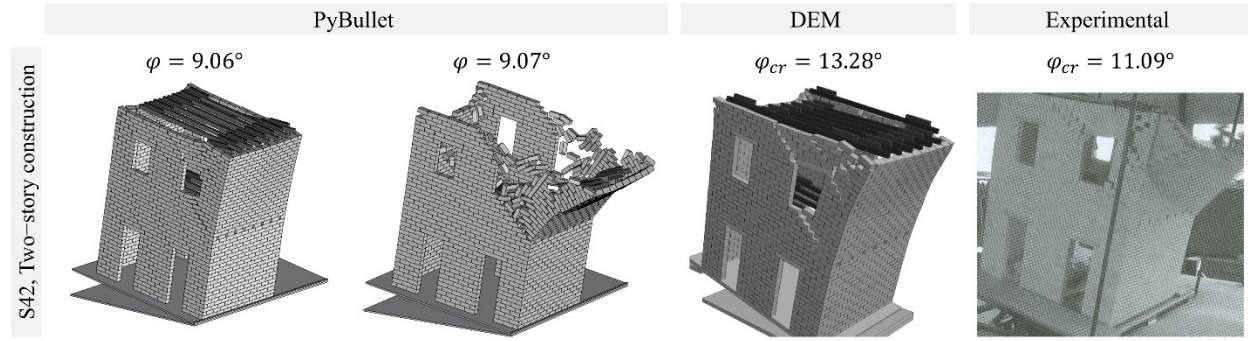 PyBullet
DEM
Experimental
S42, Two−story construction
φ = 9.06°
φ = 9.07°
φcr = 13.28°
φcr = 11.09°